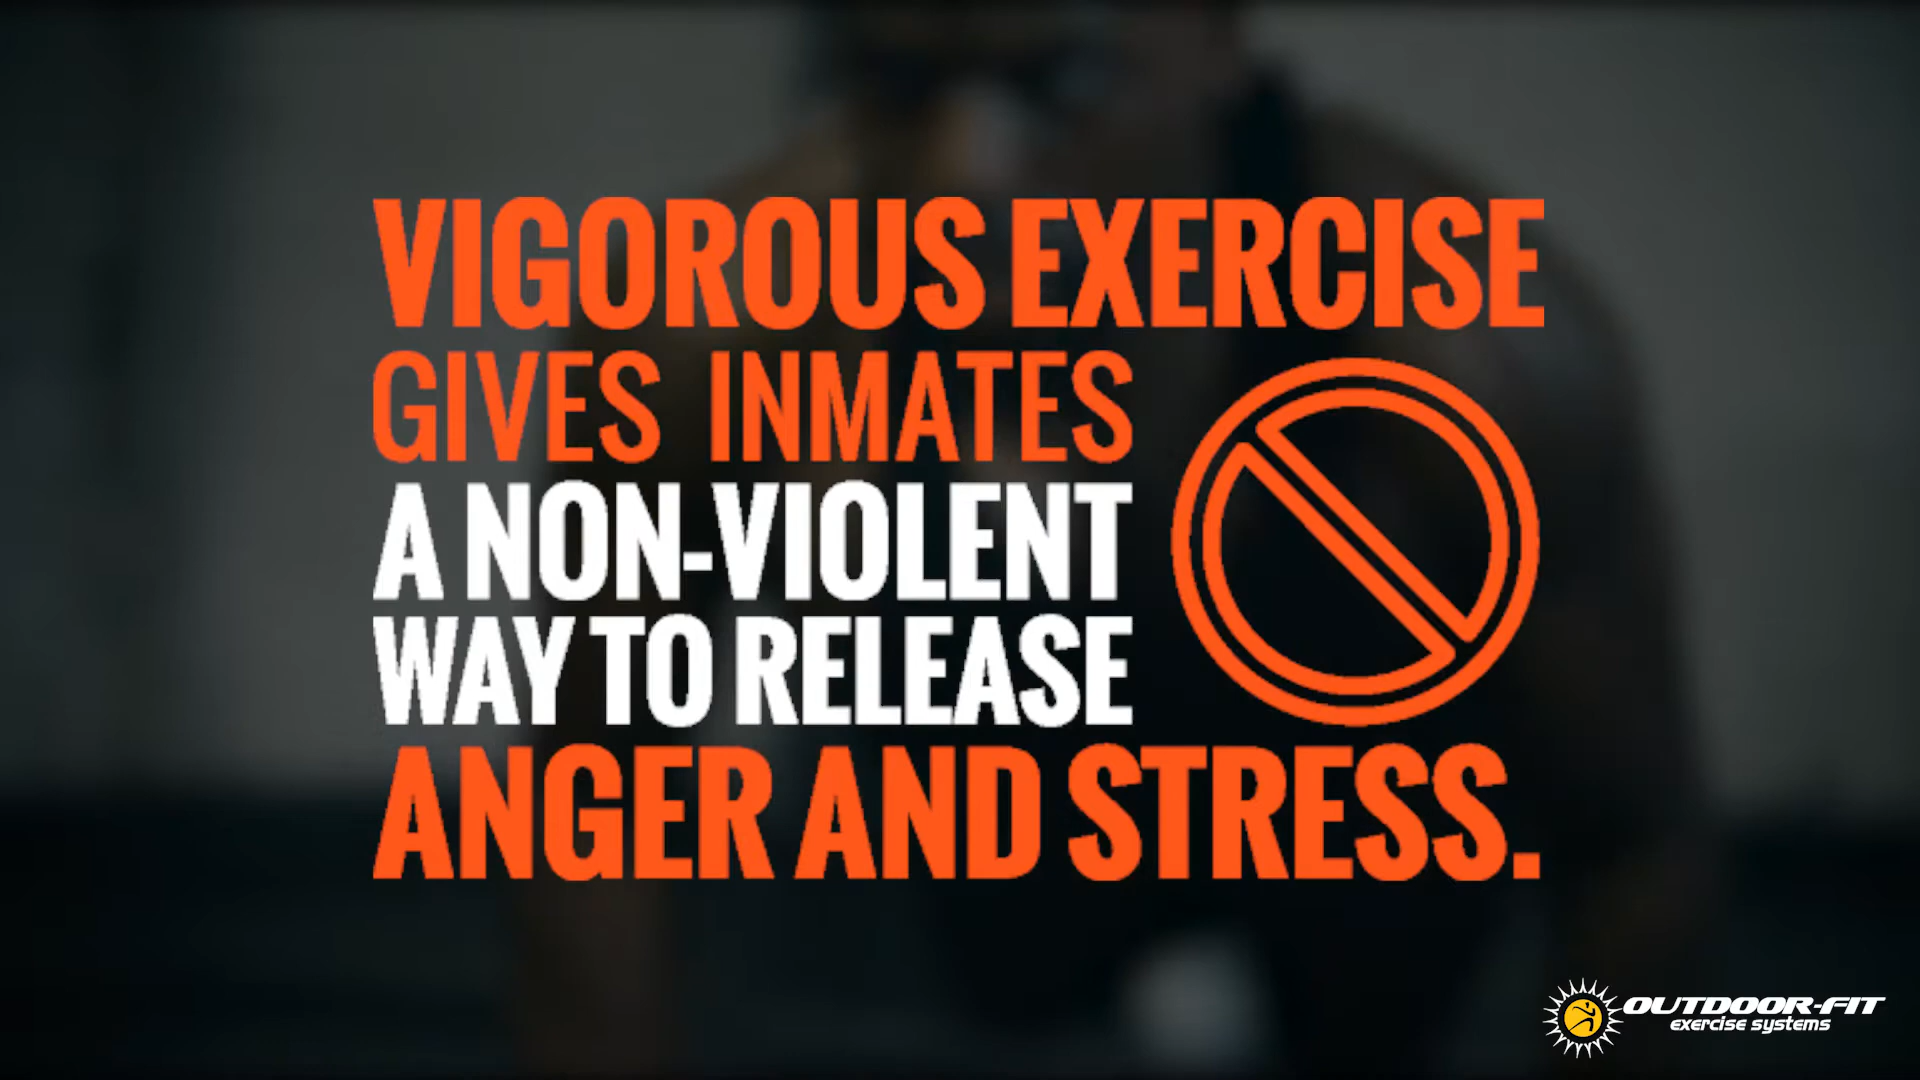 VIGOROUS EXERCISE
GIVES INMATES
A NON-VIOLENT
WAY TO RELEASE
ANGER AND STRESS.
OUTDOOR-FIT
exercise systems